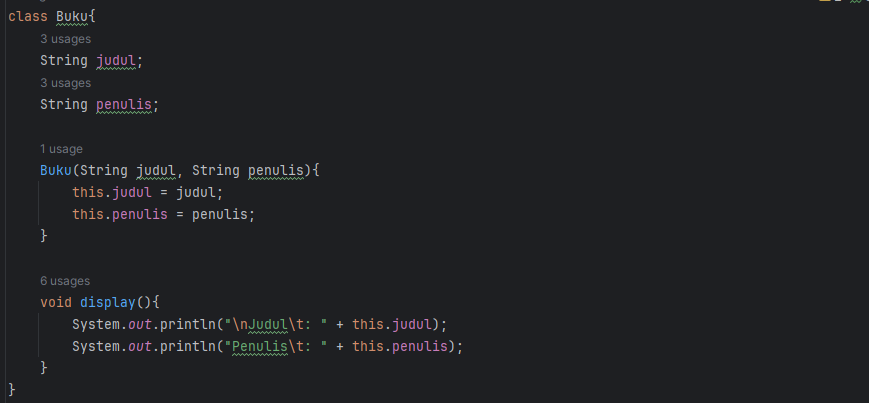 class Buku{
3 usages
String judul;
3 usages
String penulis;
1 usage
Buku(String judul, String penulis){
this.judul = judul;
this.penulis = penulis;
}
6 usages
void display(){
System.out.println("\nJudul\t: " + this.judul);
System.out.println("Penulis\t: " + this.penulis);
}
}